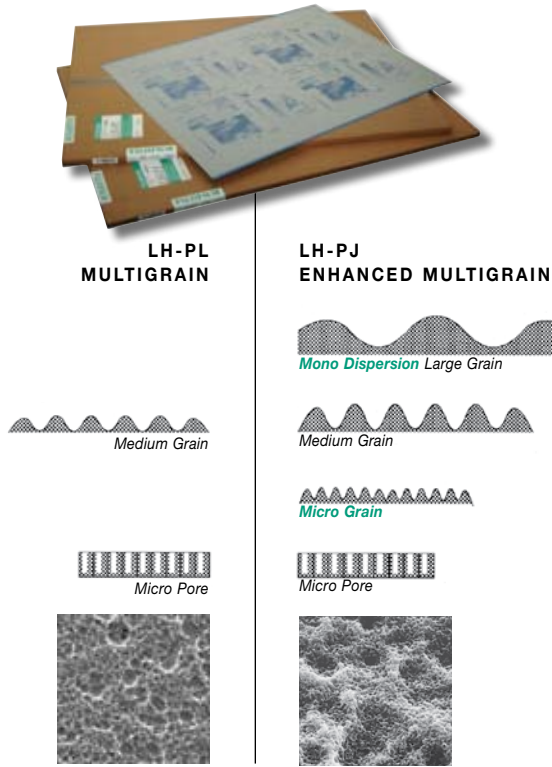 LH-PL
MULTIGRAIN
LH-PJ
ENHANCED MULTIGRAIN
Mono Dispersion Large Grain
Medium Grain
Medium Grain
Micro Grain
Micro Pore
Micro Pore